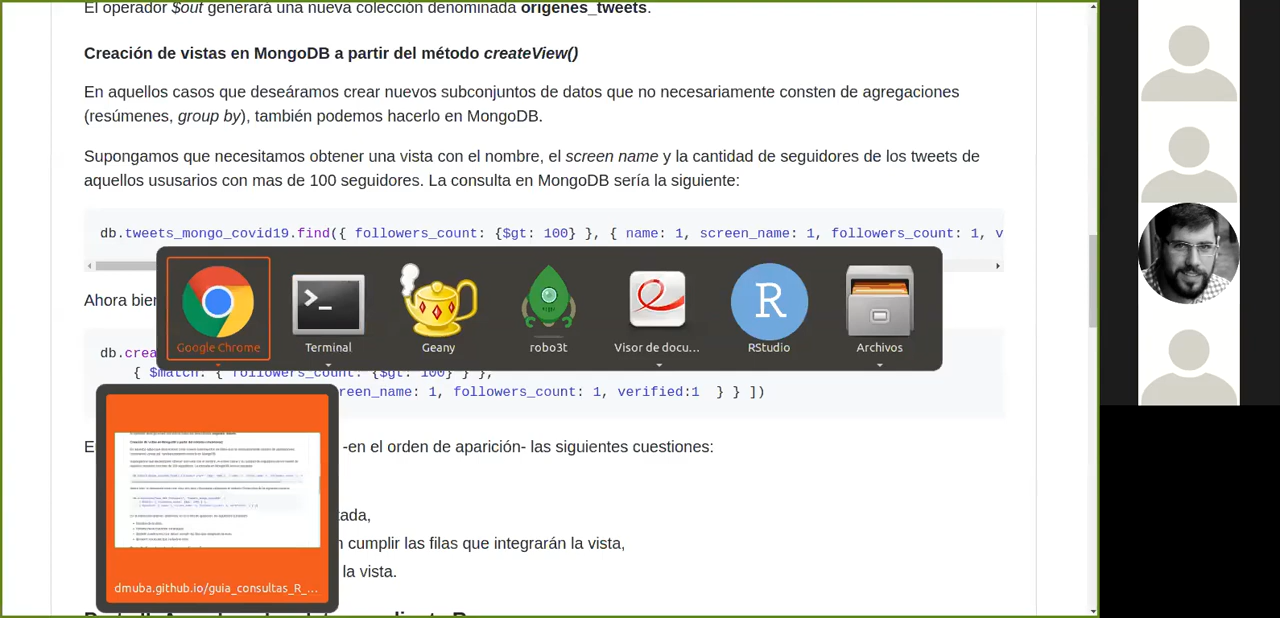 El operador $out generará una nueva colección denominada origenes_tweets.
Creación de vistas en MongoDB a partir del método createView()
En aquellos casos que deseáramos crear nuevos subconjuntos de datos que no necesariamente consten de agregaciones
(resúmenes, group by), también podemos hacerlo en MongoDB.
Supongamos que necesitamos obtener una vista con el nombre, el screen name y la cantidad de seguidores de los tweets de
aquellos ususarios con mas de 100 seguidores. La consulta en MongoDB sería la siguiente:
db.tweets_mongo_covid19.find({ followers_count: {$gt: 100} }, { name: 1, screen_name: 1, followers_count: 1, v
Ahora bien
Google Chrome
Terminal
Geany
robo3t
Visor de docu...
RStudio
Archivos
db.crea
{ $match: { followers_count: {$gt: 100} } },
reen_name: 1, followers_count: 1, verified:1 } } ])
E -en el orden de aparición- las siguientes cuestiones:
tada,
n cumplir las filas que integrarán la vista,
la vista.
dmuba.github.io/guia_consultas_R_...